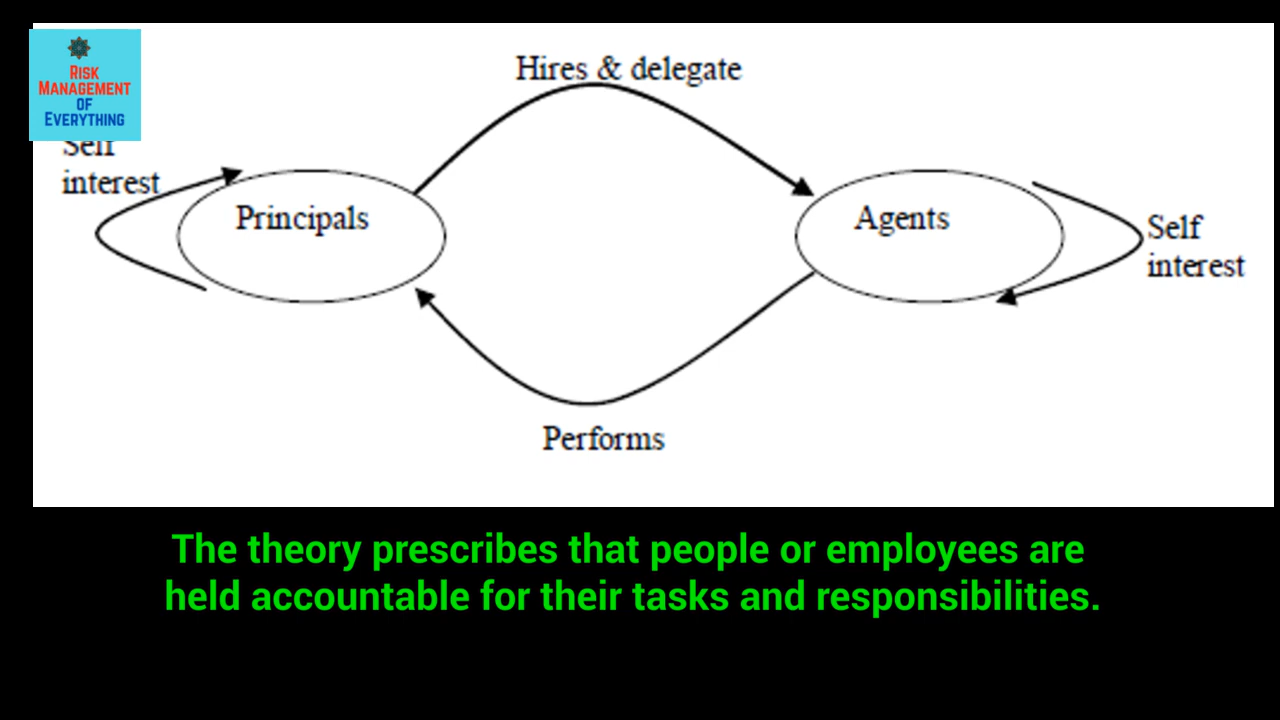 Risk
Management
of
Everything
Hires & delegate
Self
interest
Principals
Agents
Self
interest
Performs
The theory prescribes that people or employees are
held accountable for their tasks and responsibilities.